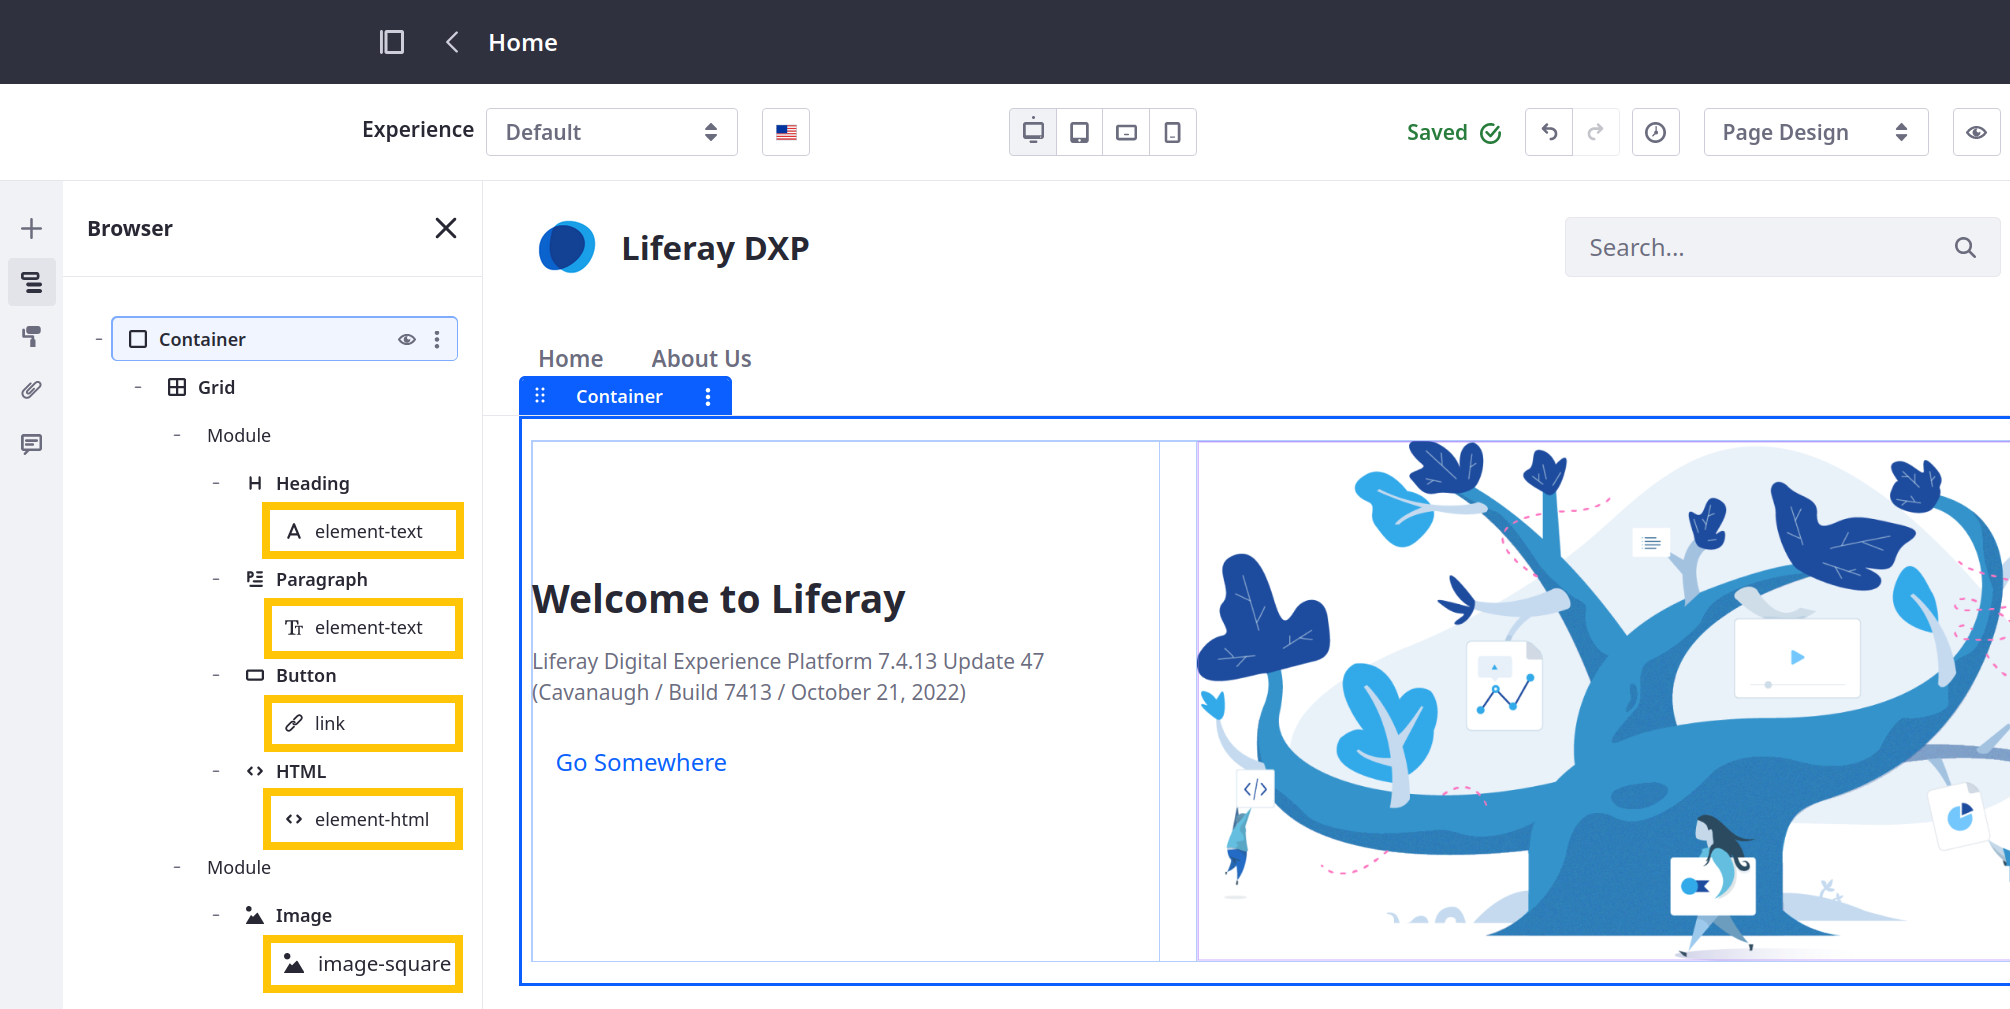 Home
Experience
Default
Saved
Page Design
Browser
Liferay DXP
Search...
Container
Grid
Module
Heading
element-text
Paragraph
element-text
Button
link
HTML
element-html
Module
Image
image-square
Home
About Us
Container
Welcome to Liferay
Liferay Digital Experience Platform 7.4.13 Update 47
(Cavanaugh / Build 7413 / October 21, 2022)
Go Somewhere